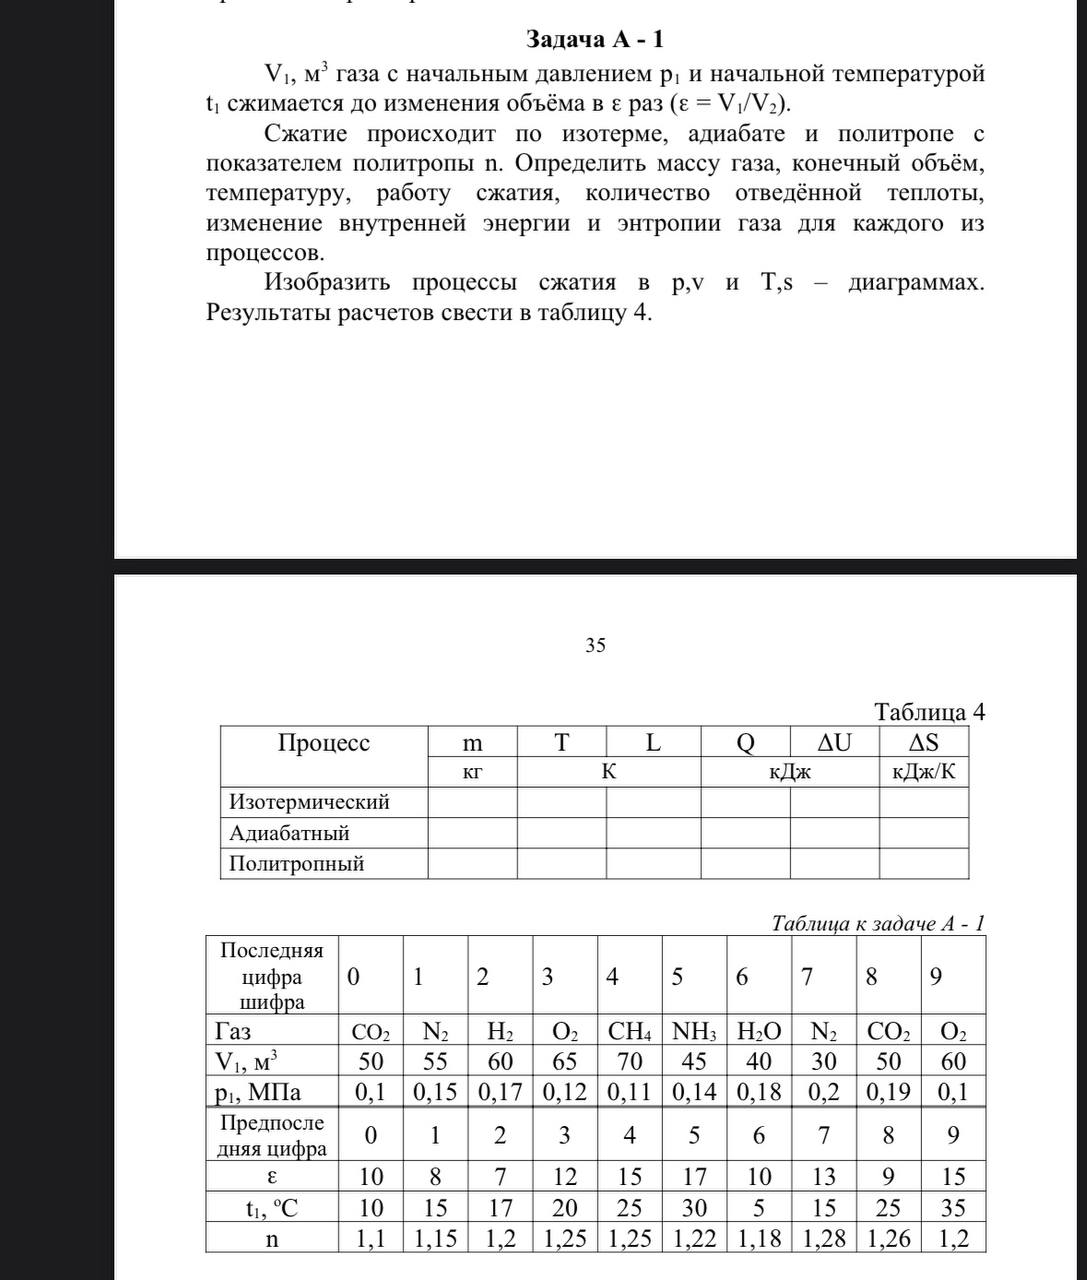 Задача А - 1
V₁, м³ газа с начальным давлением p₁ и начальной температурой
t₁ сжимается до изменения объёма в ε раз (ε = V₁/V₂).
Сжатие происходит по изотерме, адиабате и политропе с
показателем политропы n. Определить массу газа, конечный объём,
температуру, работу сжатия, количество отведённой теплоты,
изменение внутренней энергии и энтропии газа для каждого из
процессов.
Изобразить процессы сжатия в p,v и T,s – диаграммах.
Результаты расчетов свести в таблицу 4.
35
Таблица 4
Процесс m T L Q ΔU ΔS
кг К кДж кДж/К
Изотермический
Адиабатный
Политропный
Таблица к задаче А - 1
Последняя
цифра 0 1 2 3 4 5 6 7 8 9
шифра
Газ CO₂ N₂ H₂ O₂ CH₄ NH₃ H₂O N₂ CO₂ O₂
V₁, м³ 50 55 60 65 70 45 40 30 50 60
p₁, МПа 0,1 0,15 0,17 0,12 0,11 0,14 0,18 0,2 0,19 0,1
Предпосле
дняя цифра 0 1 2 3 4 5 6 7 8 9
ε 10 8 7 12 15 17 10 13 9 15
t₁, ºC 10 15 17 20 25 30 5 15 25 35
n 1,1 1,15 1,2 1,25 1,25 1,22 1,18 1,28 1,26 1,2